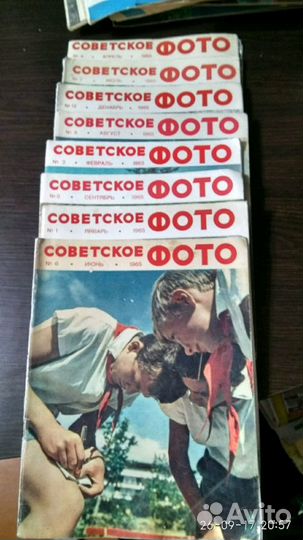 СОВЕТСКОЕ ФОТО
№ 4 • АПРЕЛЬ • 1965
СОВЕТСКОЕ ФОТО
№ 7 • ИЮЛЬ • 1965
СОВЕТСКОЕ ФОТО
№ 12 • ДЕКАБРЬ • 1965
СОВЕТСКОЕ ФОТО
№ 8 • АВГУСТ • 1965
СОВЕТСКОЕ ФОТО
№ 2 • ФЕВРАЛЬ • 1965
СОВЕТСКОЕ ФОТО
№ 9 • СЕНТЯБРЬ • 1965
СОВЕТСКОЕ ФОТО
№ 1 • ЯНВАРЬ • 1965
СОВЕТСКОЕ ФОТО
№ 6 • ИЮНЬ • 1965
26-09-17 20:57
Avito